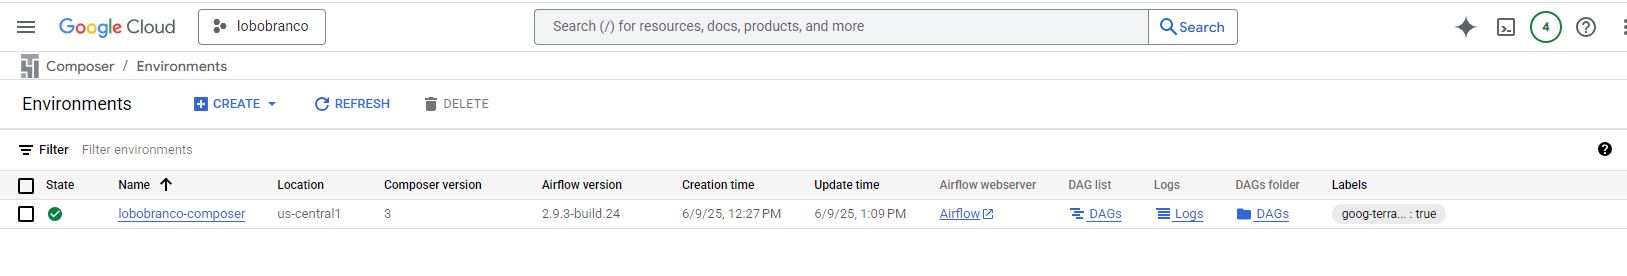 Google Cloud lobobranco Search (/) for resources, docs, products, and more Search 4
Composer / Environments
Environments CREATE REFRESH DELETE
Filter Filter environments
State Name Location Composer version Airflow version Creation time Update time Airflow webserver DAG list Logs DAGs folder Labels
lobobranco-composer us-central1 3 2.9.3-build.24 6/9/25, 12:27 PM 6/9/25, 1:09 PM Airflow DAGs Logs DAGs goog-terra... : true